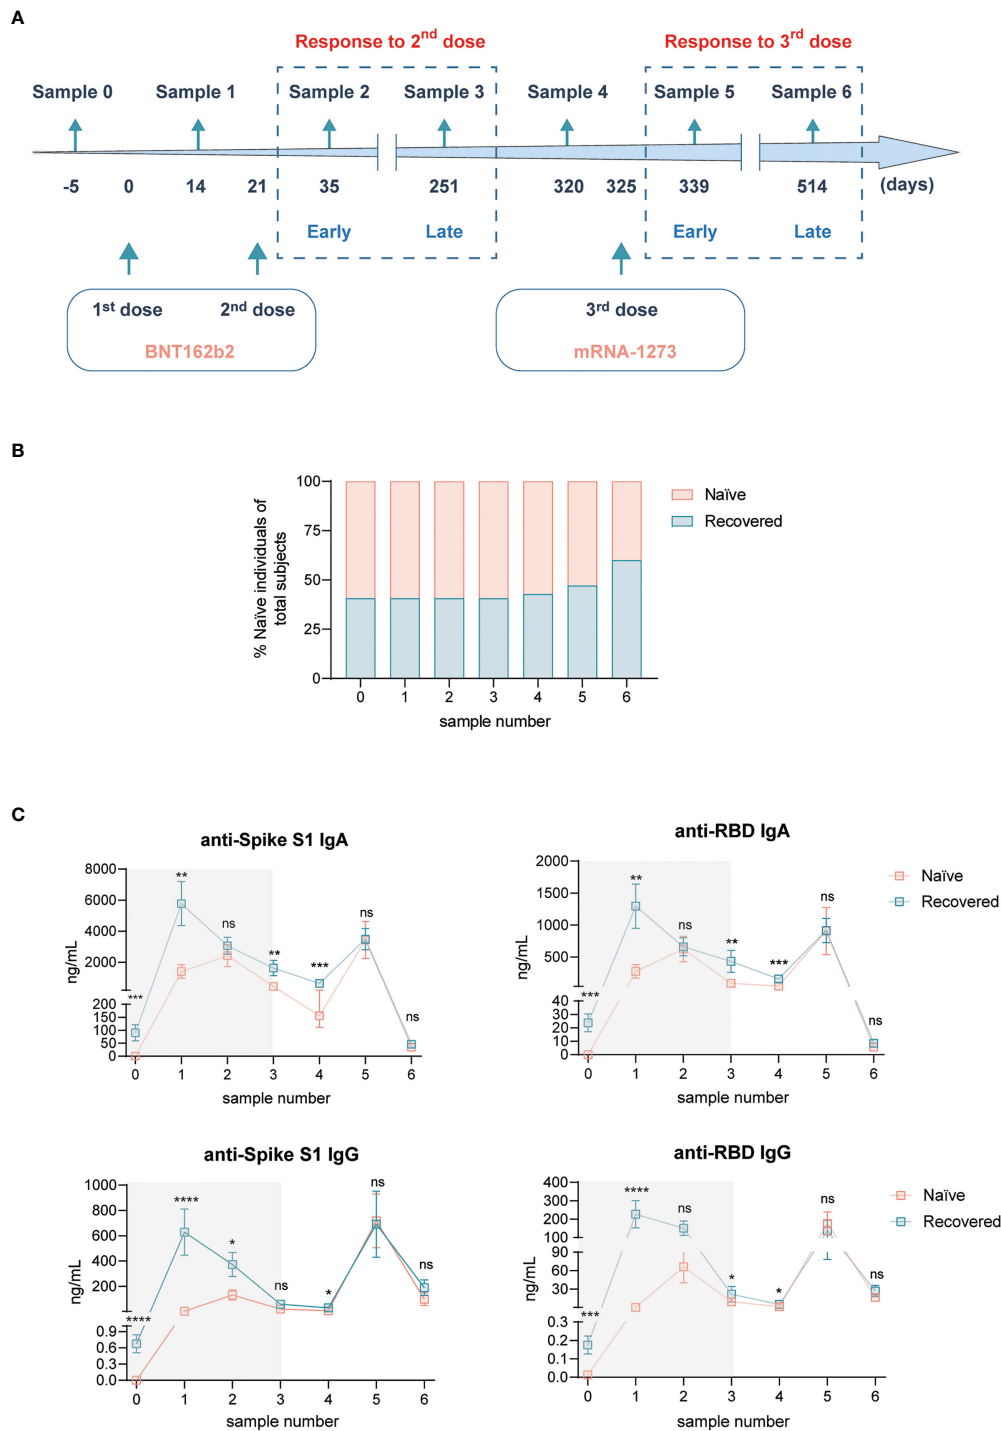 A
Response to 2nd dose
Response to 3rd dose
Sample 0 Sample 1 Sample 2 Sample 3 Sample 4 Sample 5 Sample 6
-5 0 14 21 35 251 320 325 339 514 (days)
Early Late Early Late
1st dose 2nd dose
BNT162b2
3rd dose
mRNA-1273
B
% Naïve individuals of
total subjects
100
75
50
25
0
0 1 2 3 4 5 6
sample number
Naïve
Recovered
C
anti-Spike S1 IgA
ng/mL
8000
6000
4000
2000
200
150
100
50
0
*** ** ns ** *** ns ns
0 1 2 3 4 5 6
sample number
anti-RBD IgA
ng/mL
2000
1500
1000
500
40
30
20
10
0
*** ** ns ** *** ns ns
0 1 2 3 4 5 6
sample number
Naïve
Recovered
anti-Spike S1 IgG
ng/mL
1000
800
600
400
200
0.9
0.6
0.3
0.0
**** **** * ns * ns ns
0 1 2 3 4 5 6
sample number
anti-RBD IgG
ng/mL
400
300
200
100
90
60
30
0.3
0.2
0.1
0.0
*** **** ns * * ns ns
0 1 2 3 4 5 6
sample number
Naïve
Recovered